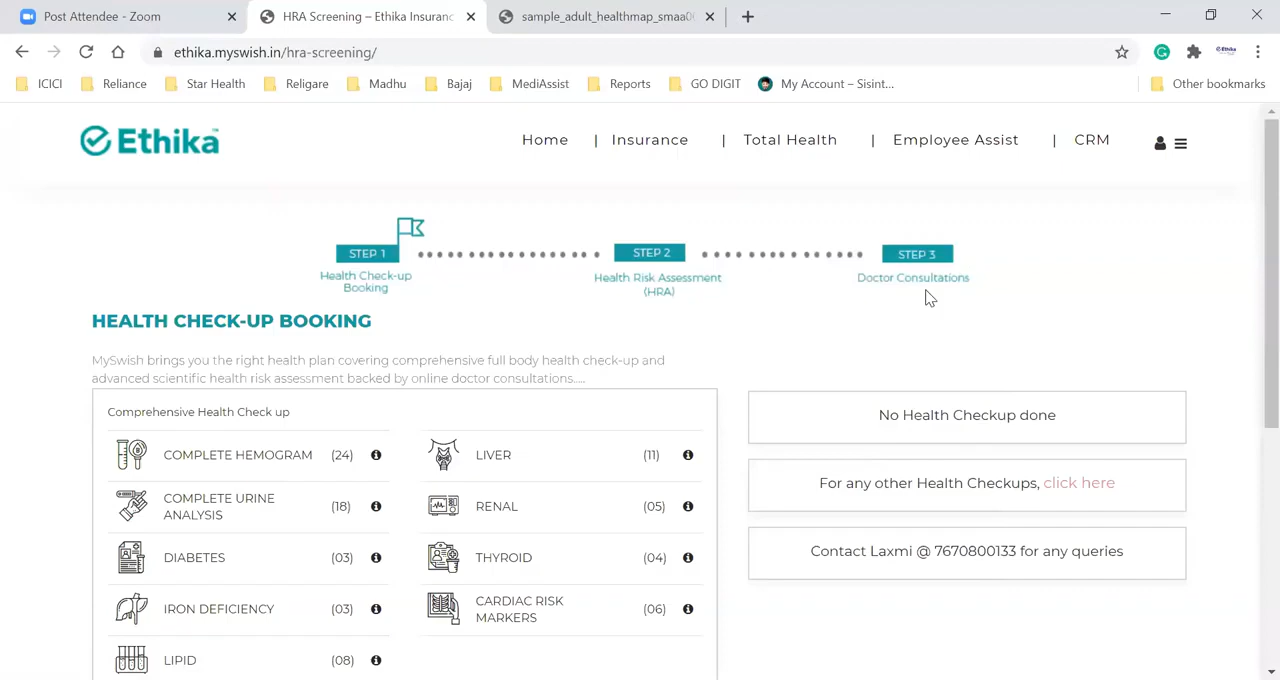 Post Attendee - Zoom
HRA Screening – Ethika Insuranc
sample_adult_healthmap_smaa0
ethika.myswish.in/hra-screening/
ICICI
Reliance
Star Health
Religare
Madhu
Bajaj
MediAssist
Reports
GO DIGIT
My Account – Sisint...
Other bookmarks
Ethika
Home | Insurance | Total Health | Employee Assist | CRM
STEP 1
STEP 2
STEP 3
Health Check-up
Booking
Health Risk Assessment
(HRA)
Doctor Consultations
HEALTH CHECK-UP BOOKING
MySwish brings you the right health plan covering comprehensive full body health check-up and
advanced scientific health risk assessment backed by online doctor consultations.....
Comprehensive Health Check up
COMPLETE HEMOGRAM (24)
LIVER (11)
COMPLETE URINE
ANALYSIS (18)
RENAL (05)
DIABETES (03)
THYROID (04)
IRON DEFICIENCY (03)
CARDIAC RISK
MARKERS (06)
LIPID (08)
No Health Checkup done
For any other Health Checkups, click here
Contact Laxmi @ 7670800133 for any queries